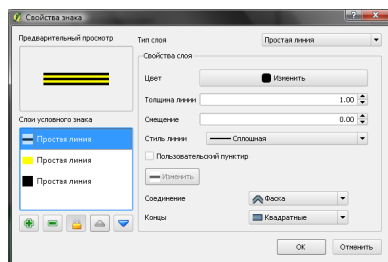 Свойства знака
Предварительный просмотр
Слои условного знака
Простая линия
Простая линия
Простая линия
Тип слоя
Простая линия
Свойства слоя
Цвет
Изменить
Толщина линии
1.00
Смещение
0.00
Стиль линии
Сплошная
Пользовательский пунктир
Изменить
Соединение
Фаска
Концы
Квадратные
OK
Отменить